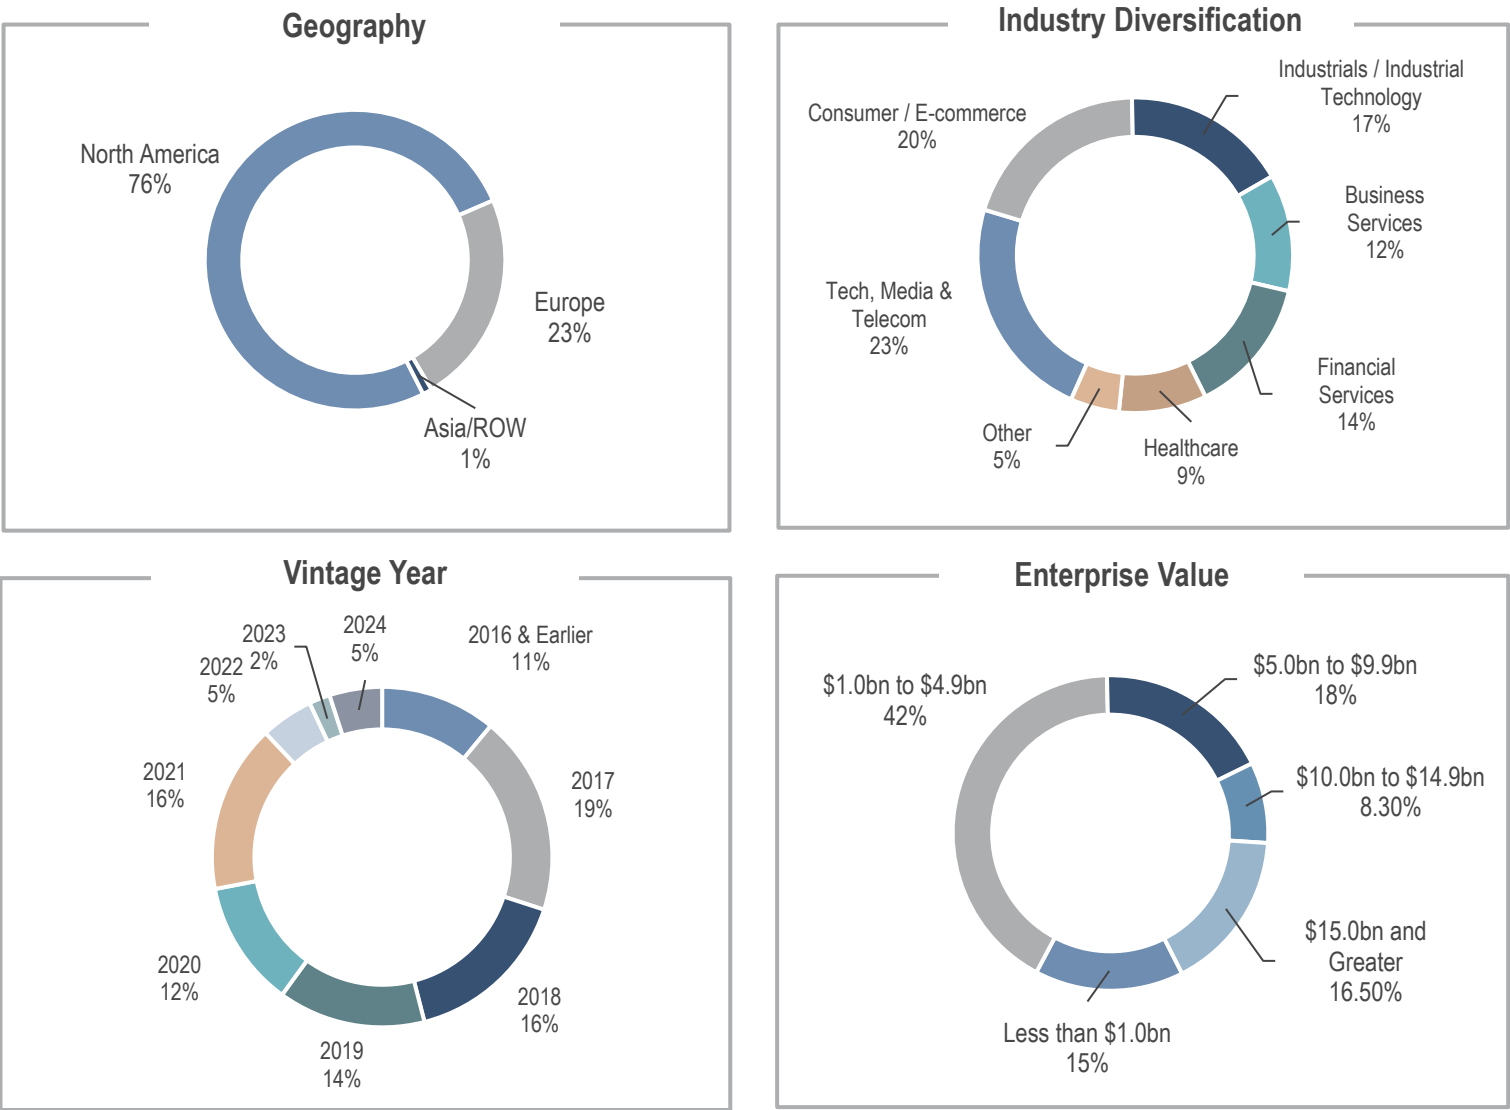 Geography
North America
76%
Europe
23%
Asia/ROW
1%
Industry Diversification
Industrials / Industrial
Technology
17%
Consumer / E-commerce
20%
Business
Services
12%
Tech, Media &
Telecom
23%
Financial
Services
14%
Other
5%
Healthcare
9%
Vintage Year
2016 & Earlier
11%
2024
5%
2023
2%
2022
5%
2021
16%
2017
19%
2020
12%
2018
16%
2019
14%
Enterprise Value
$1.0bn to $4.9bn
42%
$5.0bn to $9.9bn
18%
$10.0bn to $14.9bn
8.30%
$15.0bn and
Greater
16.50%
Less than $1.0bn
15%